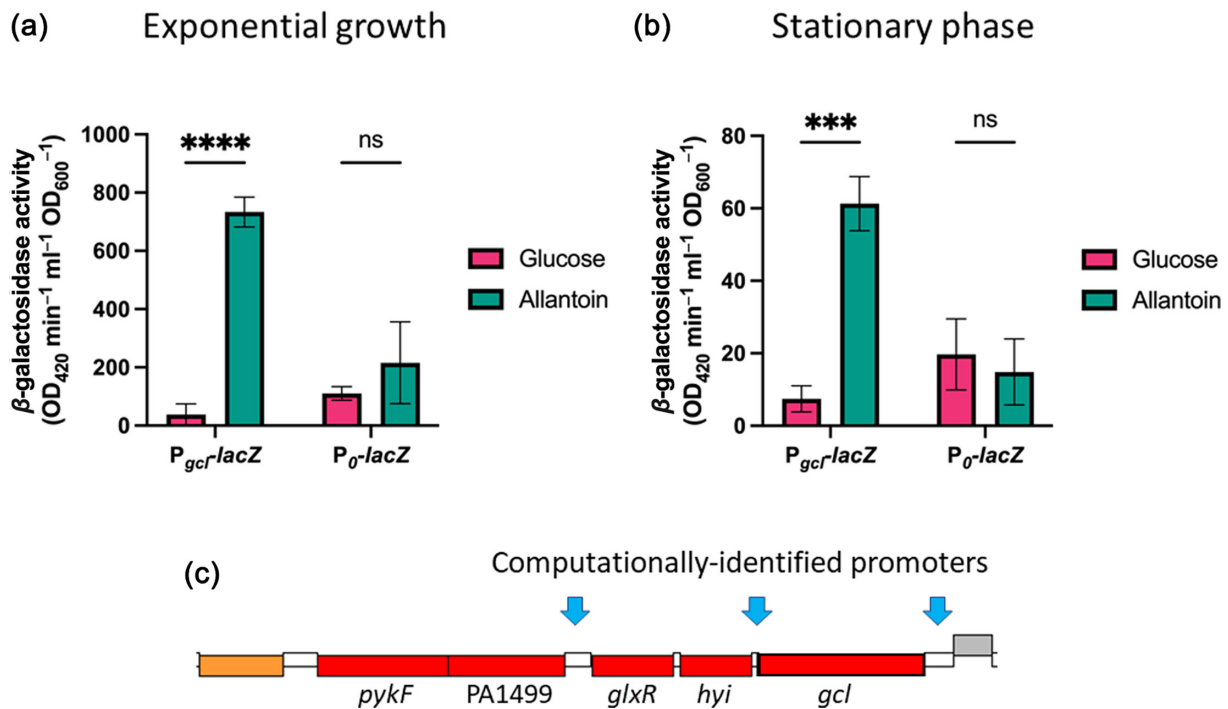 (a) Exponential growth
β-galactosidase activity
(OD420 min−1 ml−1 OD600−1)
1000
800
600
400
200
0
****
ns
Glucose
Allantoin
Pgcl-lacZ
P0-lacZ
(b) Stationary phase
β-galactosidase activity
(OD420 min−1 ml−1 OD600−1)
80
60
40
20
0
***
ns
Glucose
Allantoin
Pgcl-lacZ
P0-lacZ
(c)
Computationally-identified promoters
pykF PA1499 glxR hyi gcl